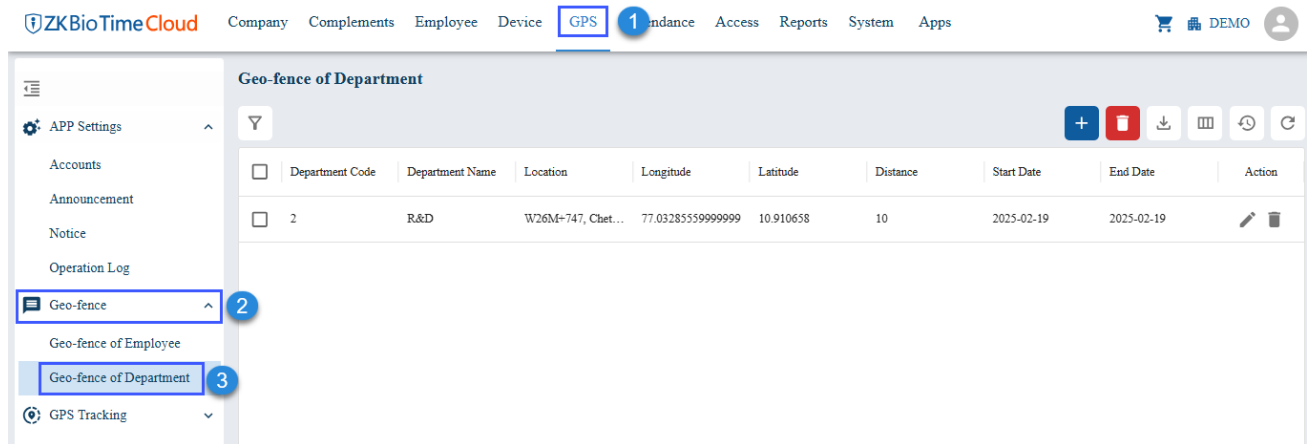 ZKBioTime Cloud Company Complements Employee Device GPS 1 endance Access Reports System Apps DEMO
Geo-fence of Department
APP Settings
Accounts
Announcement
Notice
Operation Log
2
Geo-fence
Geo-fence of Employee
Geo-fence of Department 3
GPS Tracking
Department Code Department Name Location Longitude Latitude Distance Start Date End Date Action
2 R&D W26M+747, Chet... 77.03285559999999 10.910658 10 2025-02-19 2025-02-19